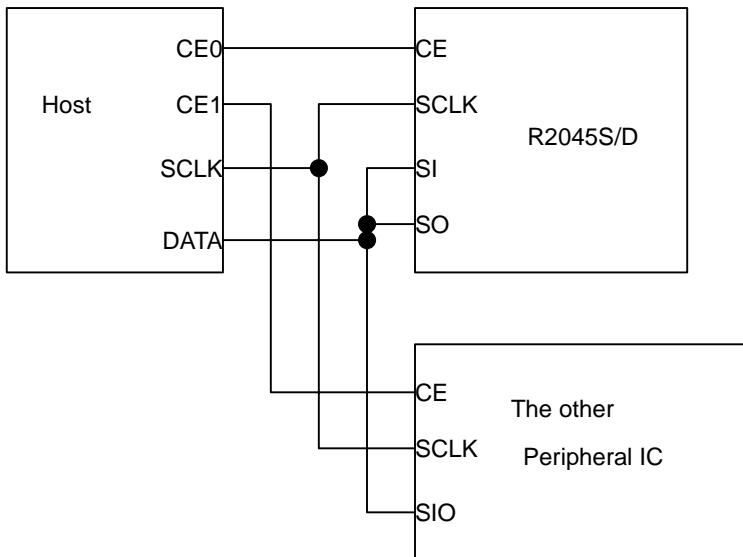 Host
CE0
CE1
SCLK
DATA
CE
SCLK
SI
SO
R2045S/D
CE
SCLK
SIO
The other
Peripheral IC